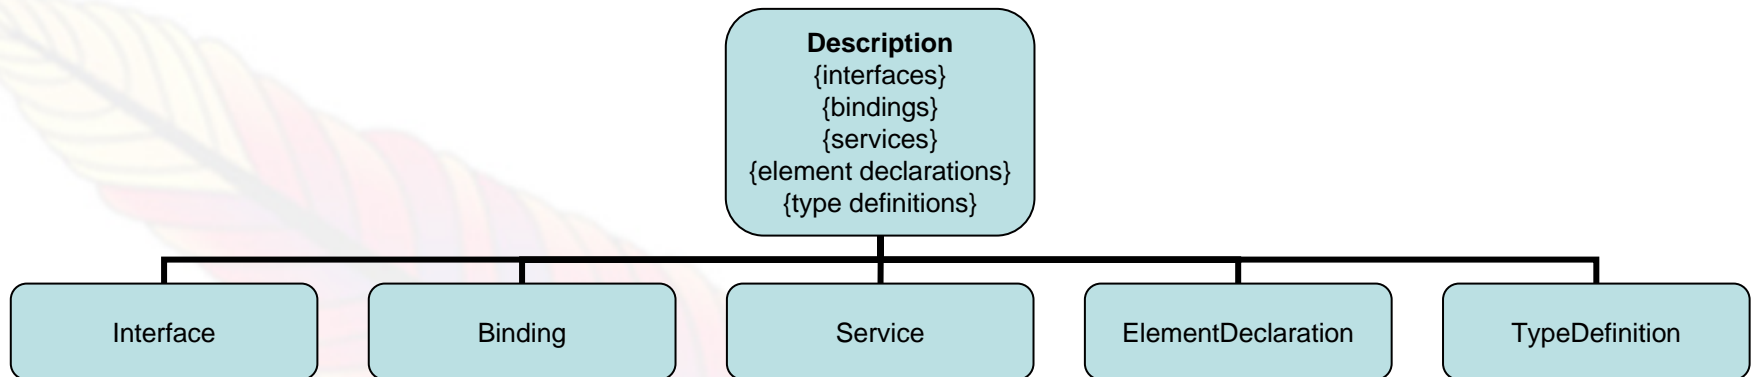 Description
{interfaces}
{bindings}
{services}
{element declarations}
{type definitions}
Interface
Binding
Service
ElementDeclaration
TypeDefinition